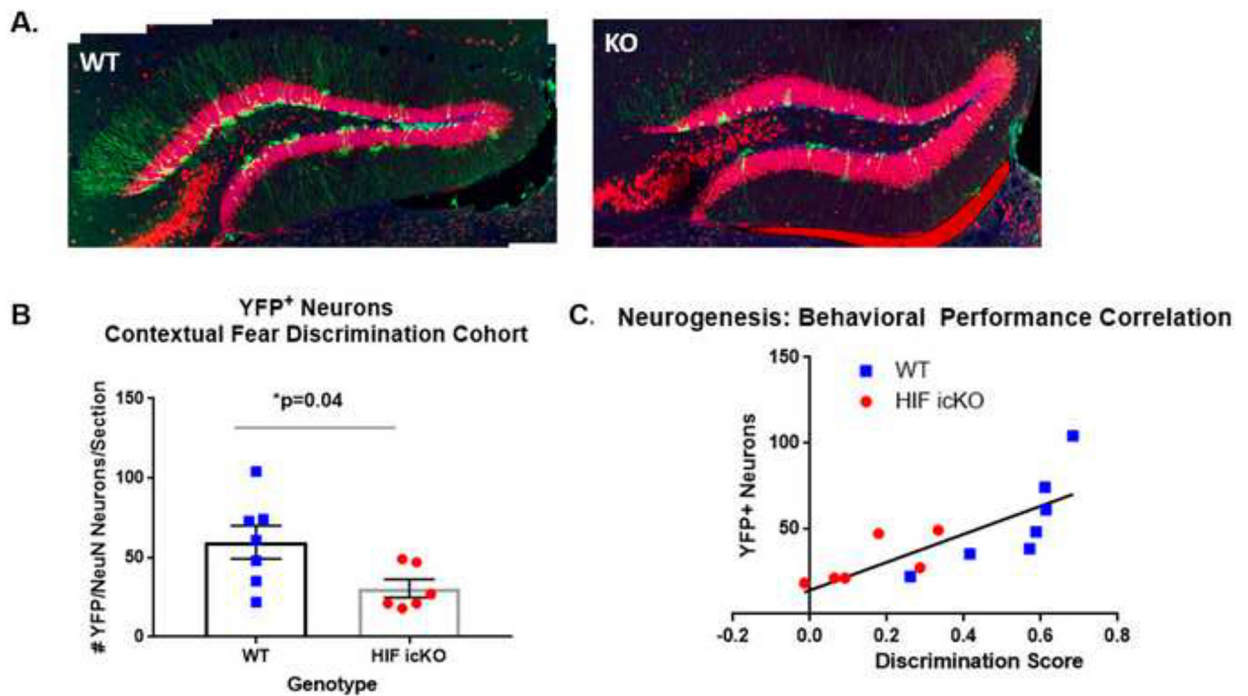 A.
WT
KO
B
YFP+ Neurons
Contextual Fear Discrimination Cohort
# YFP/NeuN Neurons/Section
150
100
50
0
*p=0.04
WT
HIF icKO
Genotype
C. Neurogenesis: Behavioral Performance Correlation
YFP+ Neurons
150
100
50
WT
HIF icKO
-0.2
0.0
0.2
0.4
0.6
0.8
Discrimination Score